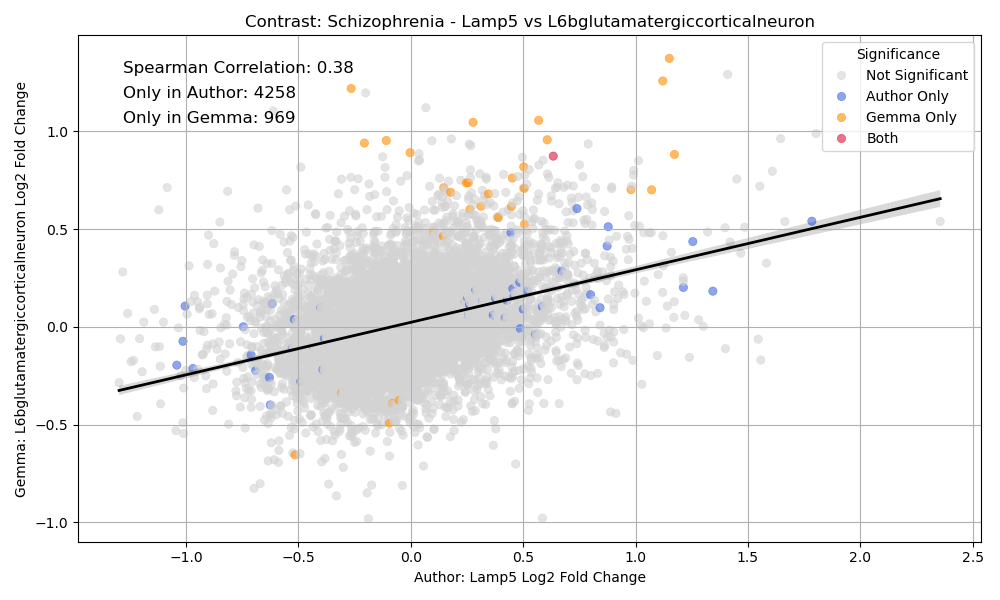 Contrast: Schizophrenia - Lamp5 vs L6bglutamatergiccorticalneuron
Spearman Correlation: 0.38
Only in Author: 4258
Only in Gemma: 969
Significance
Not Significant
Author Only
Gemma Only
Both
Gemma: L6bglutamatergiccorticalneuron Log2 Fold Change
1.0
0.5
0.0
−0.5
−1.0
−1.0 −0.5 0.0 0.5 1.0 1.5 2.0 2.5
Author: Lamp5 Log2 Fold Change